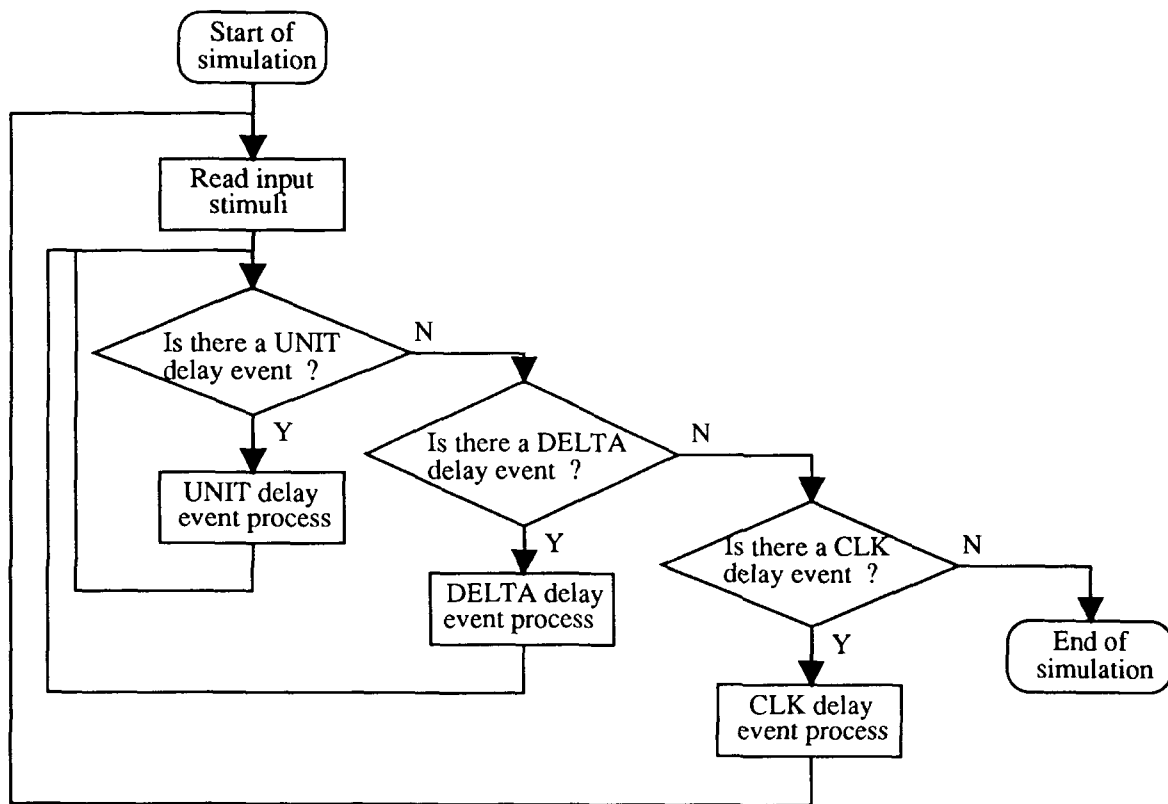 Start of
simulation
Read input
stimuli
Is there a UNIT
delay event ?
N
Y
UNIT delay
event process
Is there a DELTA
delay event ?
N
Y
DELTA delay
event process
Is there a CLK
delay event ?
N
Y
CLK delay
event process
End of
simulation